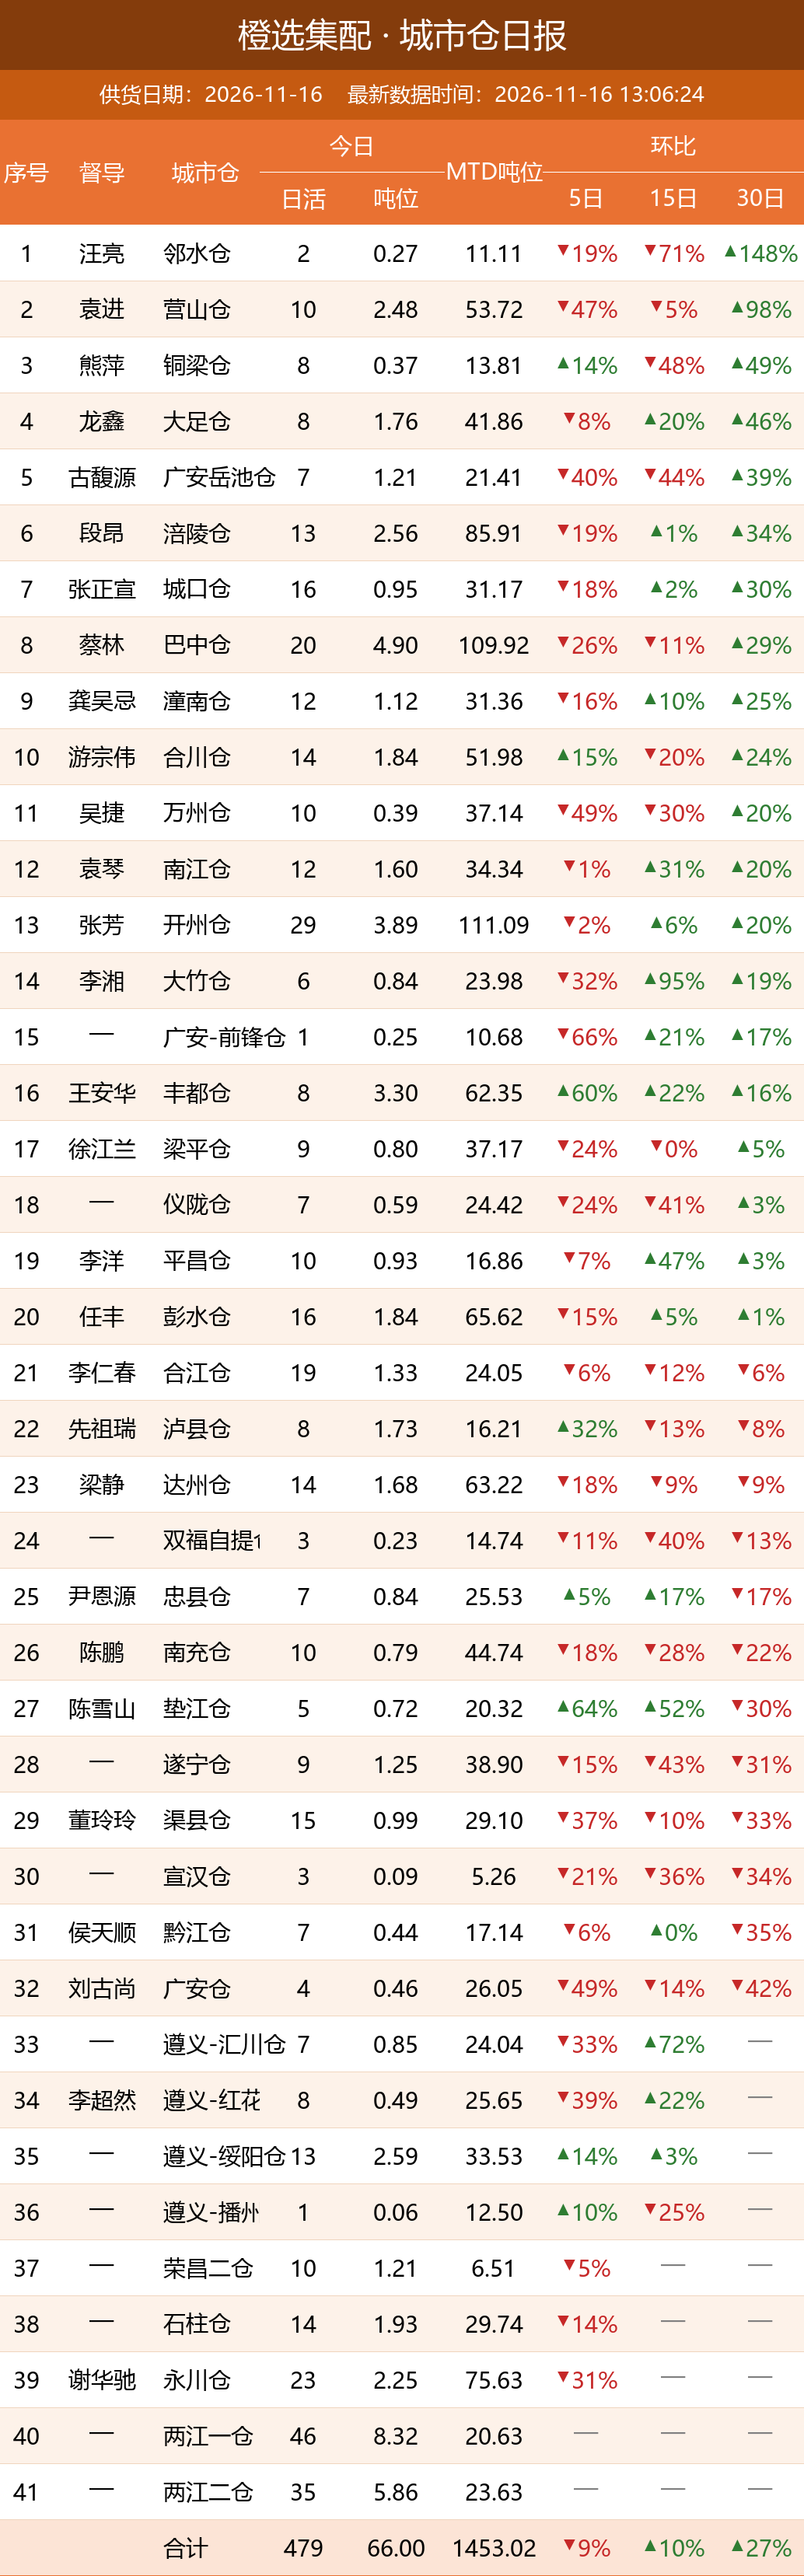 橙选集配 · 城市仓日报
供货日期：2026-11-16 最新数据时间：2026-11-16 13:06:24
序号 督导 城市仓 今日 MTD吨位 环比
日活 吨位 5日 15日 30日
1 汪亮 邻水仓 2 0.27 11.11 ▼19% ▼71% ▲148%
2 袁进 营山仓 10 2.48 53.72 ▼47% ▼5% ▲98%
3 熊萍 铜梁仓 8 0.37 13.81 ▲14% ▼48% ▲49%
4 龙鑫 大足仓 8 1.76 41.86 ▼8% ▲20% ▲46%
5 古馥源 广安岳池仓 7 1.21 21.41 ▼40% ▼44% ▲39%
6 段昂 涪陵仓 13 2.56 85.91 ▼19% ▲1% ▲34%
7 张正宣 城口仓 16 0.95 31.17 ▼18% ▲2% ▲30%
8 蔡林 巴中仓 20 4.90 109.92 ▼26% ▼11% ▲29%
9 龚吴忌 潼南仓 12 1.12 31.36 ▼16% ▲10% ▲25%
10 游宗伟 合川仓 14 1.84 51.98 ▲15% ▼20% ▲24%
11 吴捷 万州仓 10 0.39 37.14 ▼49% ▼30% ▲20%
12 袁琴 南江仓 12 1.60 34.34 ▼1% ▲31% ▲20%
13 张芳 开州仓 29 3.89 111.09 ▼2% ▲6% ▲20%
14 李湘 大竹仓 6 0.84 23.98 ▼32% ▲95% ▲19%
15 — 广安-前锋仓 1 0.25 10.68 ▼66% ▲21% ▲17%
16 王安华 丰都仓 8 3.30 62.35 ▲60% ▲22% ▲16%
17 徐江兰 梁平仓 9 0.80 37.17 ▼24% ▼0% ▲5%
18 — 仪陇仓 7 0.59 24.42 ▼24% ▼41% ▲3%
19 李洋 平昌仓 10 0.93 16.86 ▼7% ▲47% ▲3%
20 任丰 彭水仓 16 1.84 65.62 ▼15% ▲5% ▲1%
21 李仁春 合江仓 19 1.33 24.05 ▼6% ▼12% ▼6%
22 先祖瑞 泸县仓 8 1.73 16.21 ▲32% ▼13% ▼8%
23 梁静 达州仓 14 1.68 63.22 ▼18% ▼9% ▼9%
24 — 双福自提 3 0.23 14.74 ▼11% ▼40% ▼13%
25 尹恩源 忠县仓 7 0.84 25.53 ▲5% ▲17% ▼17%
26 陈鹏 南充仓 10 0.79 44.74 ▼18% ▼28% ▼22%
27 陈雪山 垫江仓 5 0.72 20.32 ▲64% ▲52% ▼30%
28 — 遂宁仓 9 1.25 38.90 ▼15% ▼43% ▼31%
29 董玲玲 渠县仓 15 0.99 29.10 ▼37% ▼10% ▼33%
30 — 宣汉仓 3 0.09 5.26 ▼21% ▼36% ▼34%
31 侯天顺 黔江仓 7 0.44 17.14 ▼6% ▲0% ▼35%
32 刘古尚 广安仓 4 0.46 26.05 ▼49% ▼14% ▼42%
33 — 遵义-汇川仓 7 0.85 24.04 ▼33% ▲72% —
34 李超然 遵义-红花 8 0.49 25.65 ▼39% ▲22% —
35 — 遵义-绥阳仓 13 2.59 33.53 ▲14% ▲3% —
36 — 遵义-播州 1 0.06 12.50 ▲10% ▼25% —
37 — 荣昌二仓 10 1.21 6.51 ▼5% — —
38 — 石柱仓 14 1.93 29.74 ▼14% — —
39 谢华驰 永川仓 23 2.25 75.63 ▼31% — —
40 — 两江一仓 46 8.32 20.63 — — —
41 — 两江二仓 35 5.86 23.63 — — —
合计 479 66.00 1453.02 ▼9% ▲10% ▲27%